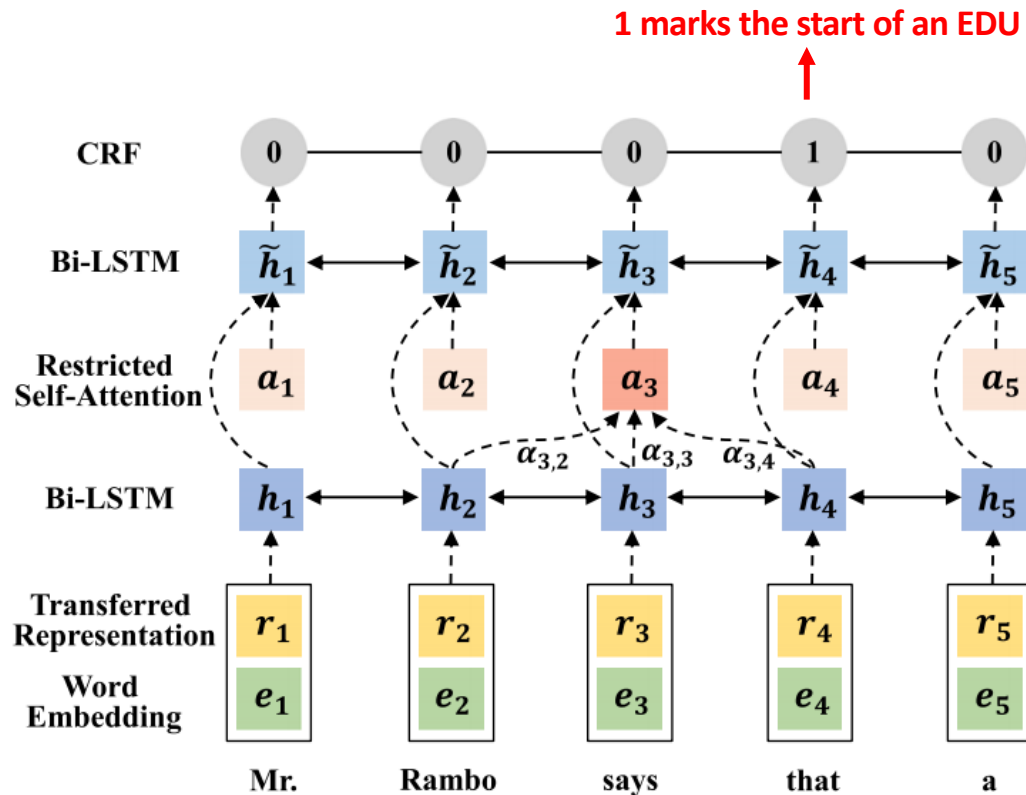 1 marks the start of an EDU
CRF 0 0 0 1 0
Bi-LSTM h̃₁ h̃₂ h̃₃ h̃₄ h̃₅
Restricted
Self-Attention a₁ a₂ a₃ a₄ a₅
α₃,₂ α₃,₃ α₃,₄
Bi-LSTM h₁ h₂ h₃ h₄ h₅
Transferred
Representation r₁ r₂ r₃ r₄ r₅
Word
Embedding e₁ e₂ e₃ e₄ e₅
Mr. Rambo says that a